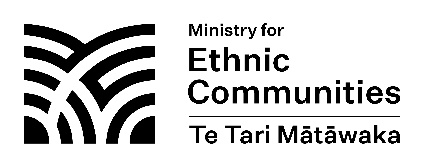 Ministry for
Ethnic
Communities
Te Tari Mātāwaka